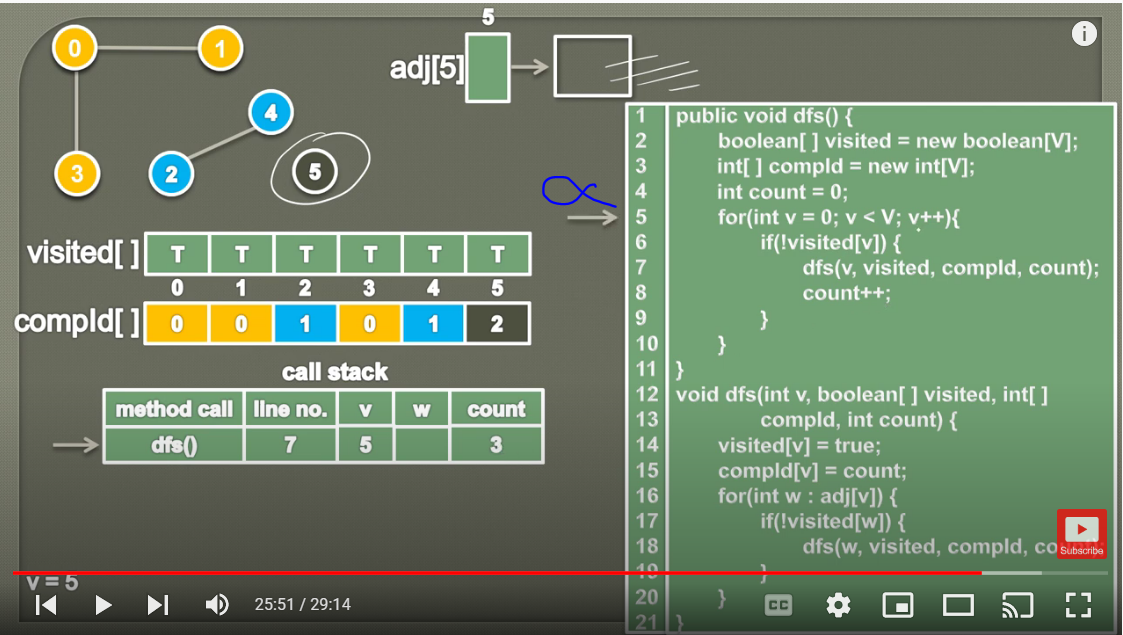 5
0 1
adj[5]
4
3 2 5
visited[ ] T T T T T T
0 1 2 3 4 5
compId[ ] 0 0 1 0 1 2
call stack
method call line no. v w count
dfs() 7 5 3
1 public void dfs() {
2 boolean[ ] visited = new boolean[V];
3 int[ ] compId = new int[V];
4 int count = 0;
5 for(int v = 0; v < V; v++){
6 if(!visited[v]) {
7 dfs(v, visited, compId, count);
8 count++;
9 }
10 }
11 }
12 void dfs(int v, boolean[ ] visited, int[ ]
13 compId, int count) {
14 visited[v] = true;
15 compId[v] = count;
16 for(int w : adj[v]) {
17 if(!visited[w]) {
18 dfs(w, visited, compId,
19 }
20 }
21 }
Subscribe
v = 5
25:51 / 29:14
CC
i